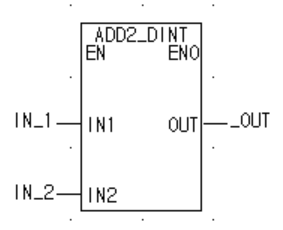 ADD2_DINT
EN ENO
IN_1 IN1 OUT _OUT
IN_2 IN2